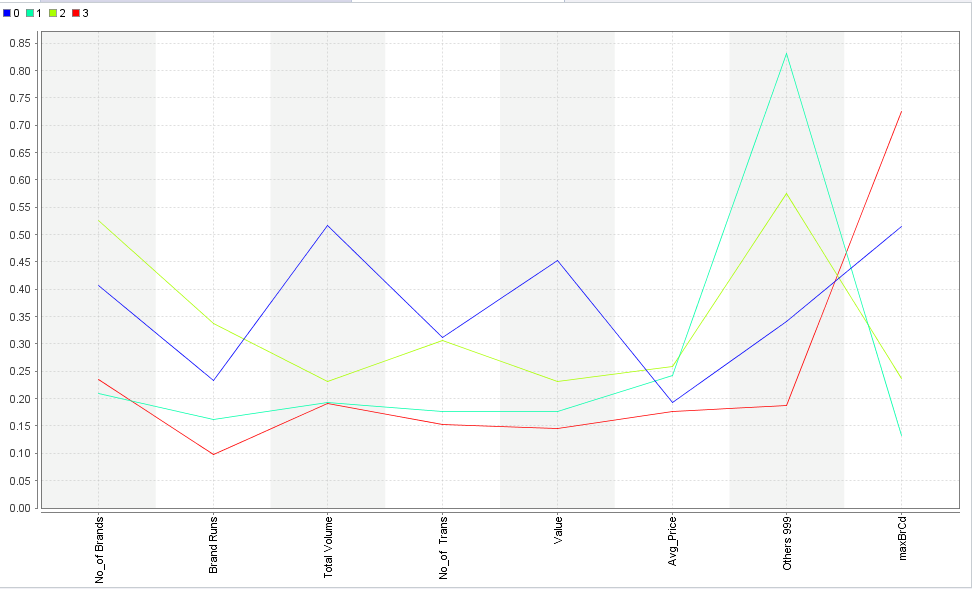 0 1 2 3
0.85
0.80
0.75
0.70
0.65
0.60
0.55
0.50
0.45
0.40
0.35
0.30
0.25
0.20
0.15
0.10
0.05
0.00
No_of Brands
Brand Runs
Total Volume
No_of Trans
Value
Avg_Price
Others 999
maxBrCd